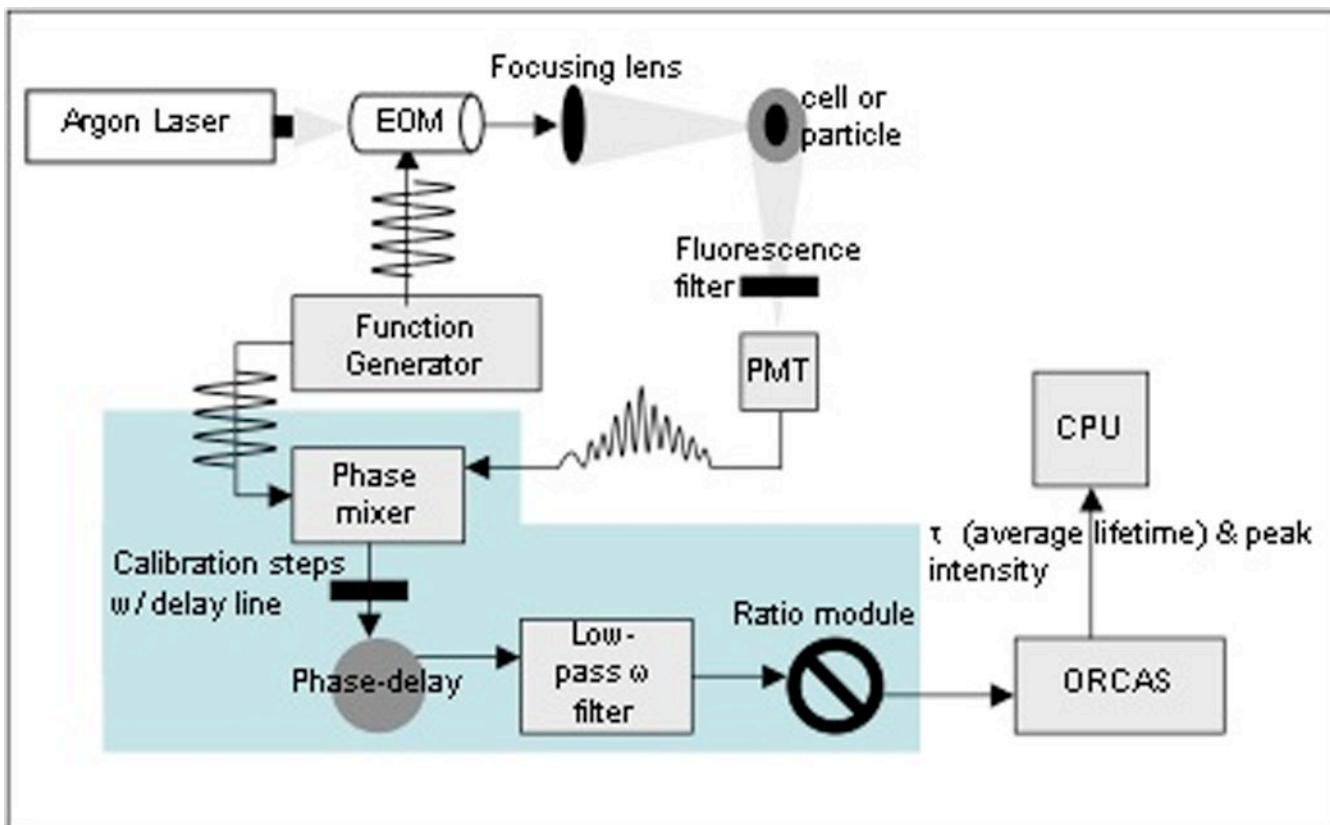 Focusing lens
Argon Laser
EOM
cell or
particle
Fluorescence
filter
Function
Generator
PMT
CPU
Phase
mixer
τ (average lifetime) & peak
intensity
Calibration steps
w/delay line
Ratio module
Low-
pass ω
filter
Phase-delay
ORCAS